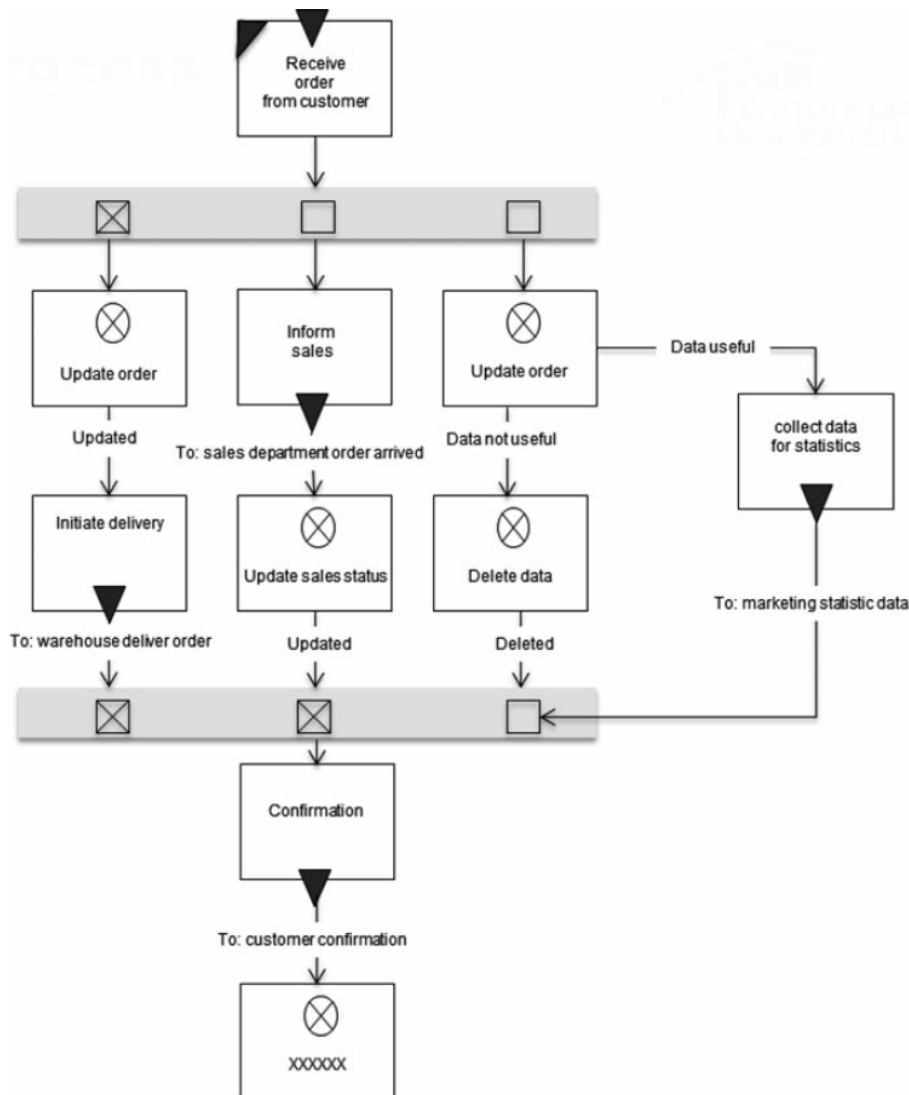 Receive
order
from customer
Update order
Inform
sales
Update order
Data useful
collect data
for statistics
Updated
To: sales department order arrived
Data not useful
Initiate delivery
Update sales status
Delete data
To: marketing statistic data
To: warehouse deliver order
Updated
Deleted
Confirmation
To: customer confirmation
XXXXXX